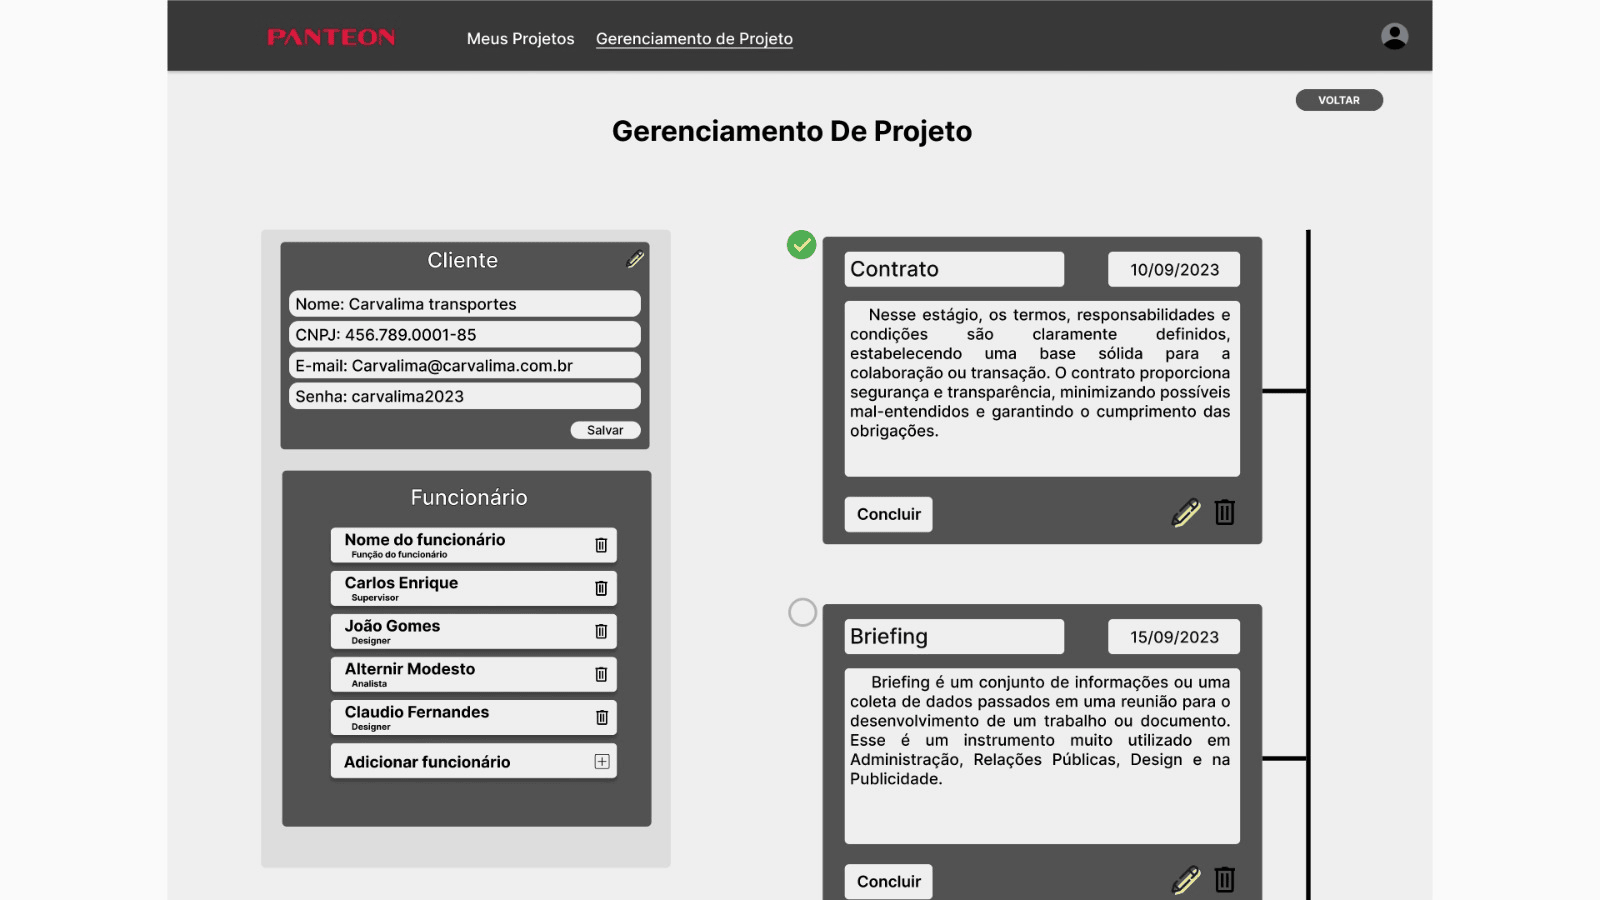 PANTEON
Meus Projetos
Gerenciamento de Projeto
VOLTAR
Gerenciamento De Projeto
Cliente
Nome: Carvalima transportes
CNPJ: 456.789.0001-85
E-mail: Carvalima@carvalima.com.br
Senha: carvalima2023
Salvar
Funcionário
Nome do funcionário
Função do funcionário
Carlos Enrique
Supervisor
João Gomes
Designer
Alternir Modesto
Analista
Claudio Fernandes
Designer
Adicionar funcionário
Contrato
10/09/2023
Nesse estágio, os termos, responsabilidades e
condições são claramente definidos,
estabelecendo uma base sólida para a
colaboração ou transação. O contrato proporciona
segurança e transparência, minimizando possíveis
mal-entendidos e garantindo o cumprimento das
obrigações.
Concluir
Briefing
15/09/2023
Briefing é um conjunto de informações ou uma
coleta de dados passados em uma reunião para o
desenvolvimento de um trabalho ou documento.
Esse é um instrumento muito utilizado em
Administração, Relações Públicas, Design e na
Publicidade.
Concluir